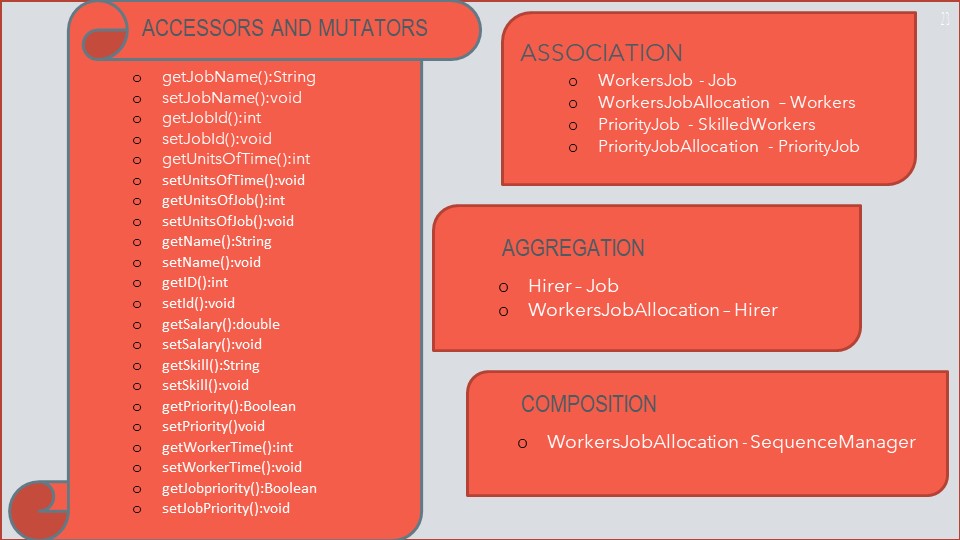 ACCESSORS AND MUTATORS
o getJobName():String
o setJobName():void
o getJobId():int
o setJobId():void
o getUnitsOfTime():int
o setUnitsOfTime():void
o getUnitsOfJob():int
o setUnitsOfJob():void
o getName():String
o setName():void
o getID():int
o setId():void
o getSalary():double
o setSalary():void
o getSkill():String
o setSkill():void
o getPriority():Boolean
o setPriority()void
o getWorkerTime():int
o setWorkerTime():void
o getJobpriority():Boolean
o setJobPriority():void
ASSOCIATION
o WorkersJob - Job
o WorkersJobAllocation – Workers
o PriorityJob - SkilledWorkers
o PriorityJobAllocation - PriorityJob
AGGREGATION
o Hirer – Job
o WorkersJobAllocation – Hirer
COMPOSITION
o WorkersJobAllocation - SequenceManager